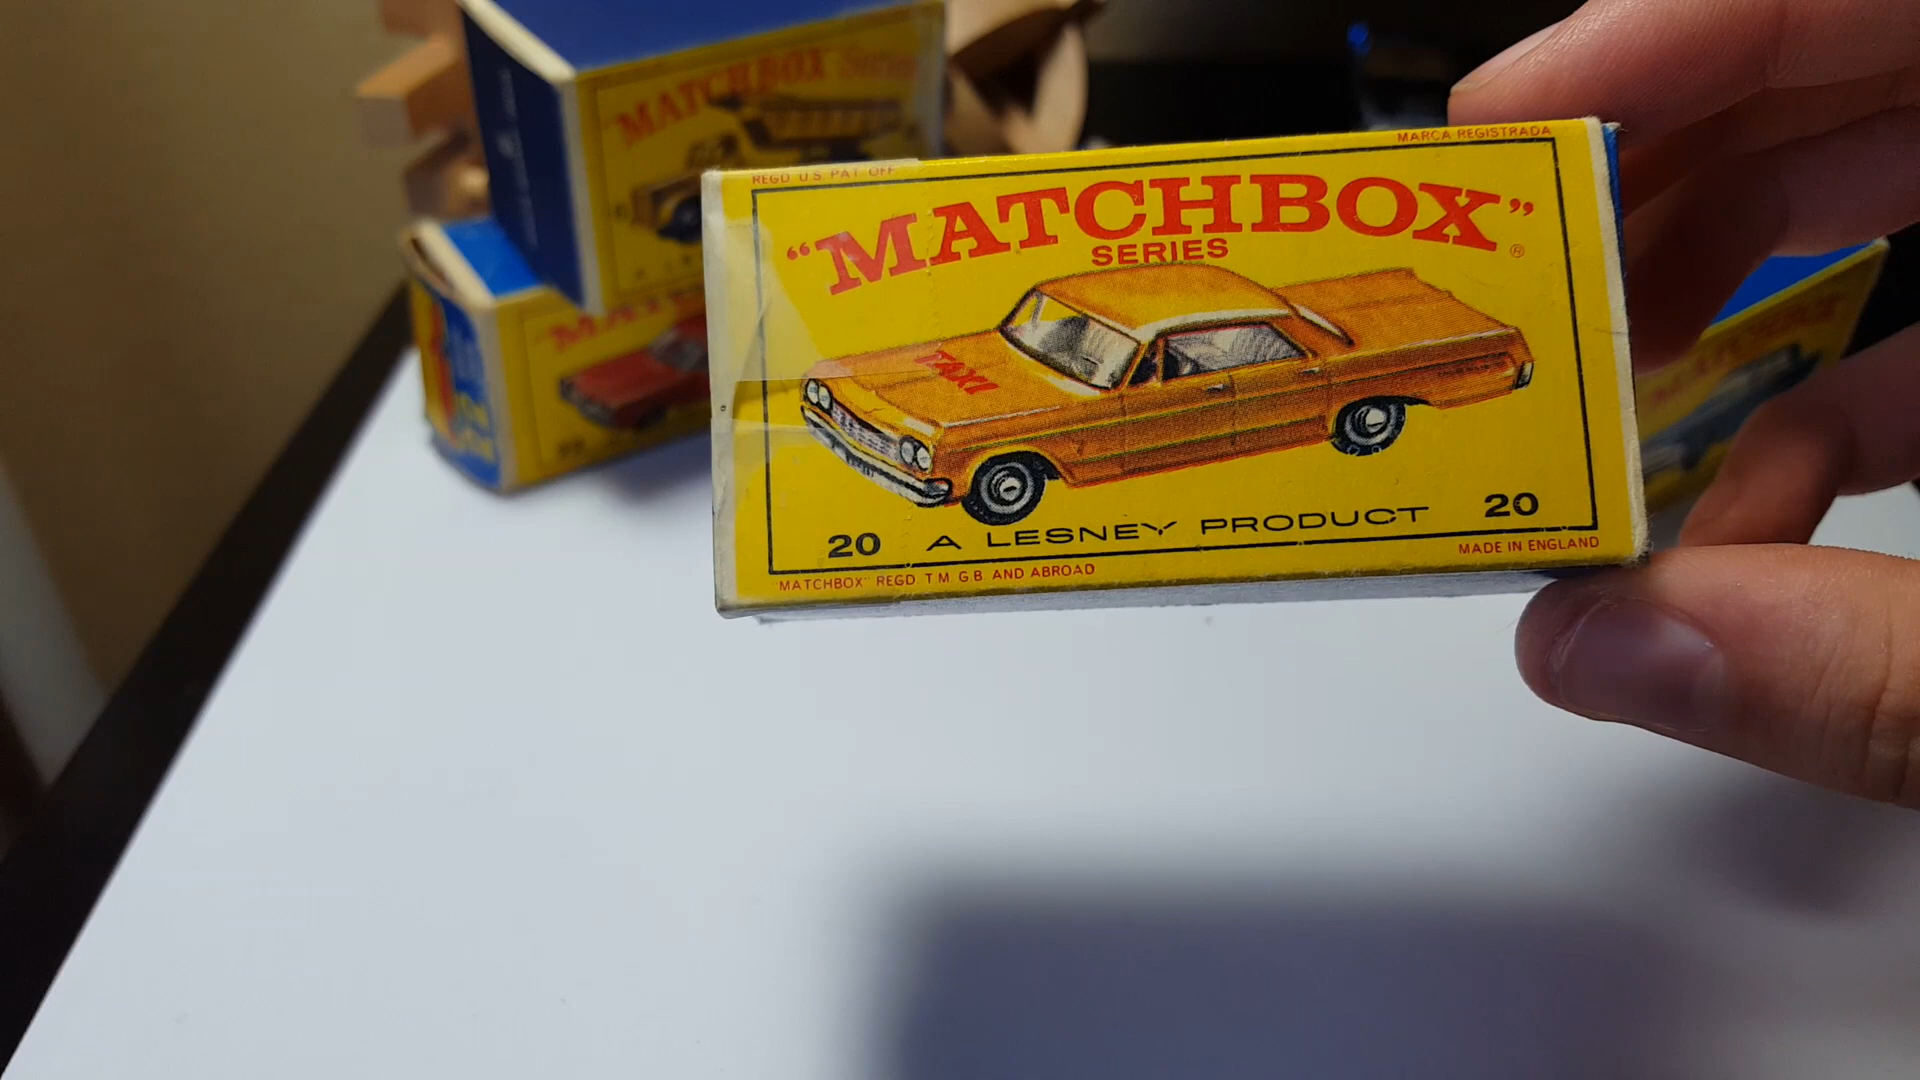 MATCHBOX Series
REGD U.S. PAT OFF.
MARCA REGISTRADA
"MATCHBOX"
SERIES
®
TAXI
20 A LESNEY PRODUCT 20
"MATCHBOX" REGD T M G.B. AND ABROAD
MADE IN ENGLAND